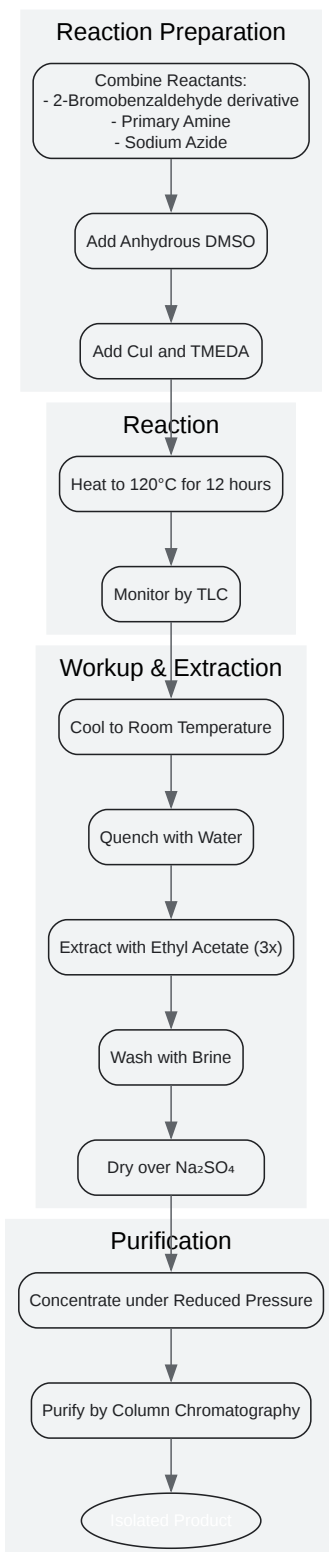 Reaction Preparation
Combine Reactants:
- 2-Bromobenzaldehyde derivative
- Primary Amine
- Sodium Azide
Add Anhydrous DMSO
Add CuI and TMEDA
Reaction
Heat to 120°C for 12 hours
Monitor by TLC
Workup & Extraction
Cool to Room Temperature
Quench with Water
Extract with Ethyl Acetate (3x)
Wash with Brine
Dry over Na₂SO₄
Purification
Concentrate under Reduced Pressure
Purify by Column Chromatography
Isolated Product